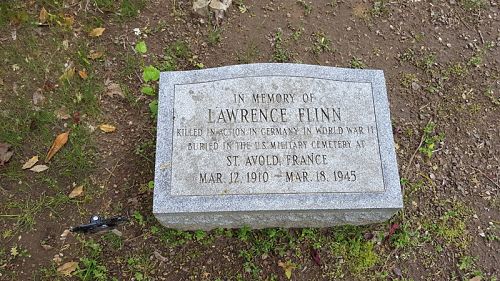 IN MEMORY OF
LAWRENCE FLINN
KILLED IN ACTION IN GERMANY IN WORLD WAR II
BURIED IN THE U.S. MILITARY CEMETERY AT
ST. AVOLD, FRANCE
MAR. 12, 1910 – MAR. 18, 1945